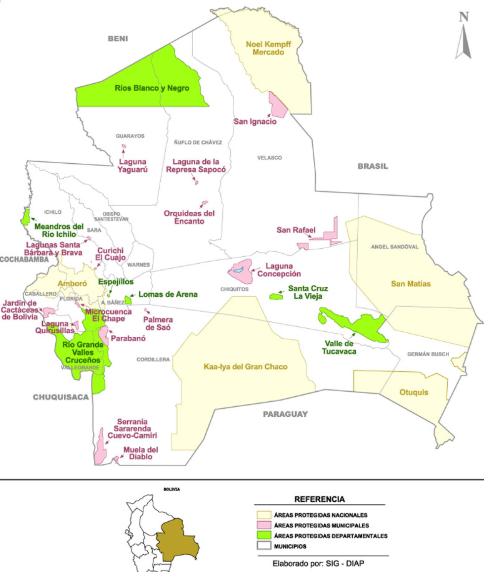 N
BENI
Noel Kempff
Mercado
Ríos Blanco y Negro
San Ignacio
GUARAYOS
ÑUFLO DE CHÁVEZ
VELASCO
Laguna
Yaguarú
Laguna de la
Represa Sapocó
BRASIL
Orquideas del
Encanto
ICHILO
OBISPO
SANTIESTEVAN
Meandros del
Río Ichilo
SARA
San Rafael
ANGEL SANDÓVAL
Lagunas Santa
Bárbara y Brava
Curichi
El Cuajo
WARNES
COCHABAMBA
Laguna
Concepción
Amboró
Espejillos
CHIQUITOS
Santa Cruz
La Vieja
San Matías
CABALLERO
FLORIDA
A. IBÁÑEZ
Lomas de Arena
Jardín de
Cactáceas
de Bolivia
Microcuenca
El Chape
Palmera
de Saó
Laguna
Quirusillas
Parabanó
Valle de
Tucavaca
Río Grande
Valles
Cruceños
VALLEGRANDE
CORDILLERA
GERMÁN BUSCH
Kaa-Iya del Gran Chaco
Otuquis
CHUQUISACA
PARAGUAY
Serranía
Sararenda
Cuevo-Camiri
Muela del
Diablo
BOLIVIA
REFERENCIA
ÁREAS PROTEGIDAS NACIONALES
ÁREAS PROTEGIDAS MUNICIPALES
ÁREAS PROTEGIDAS DEPARTAMENTALES
MUNICIPIOS
Elaborado por: SIG - DIAP